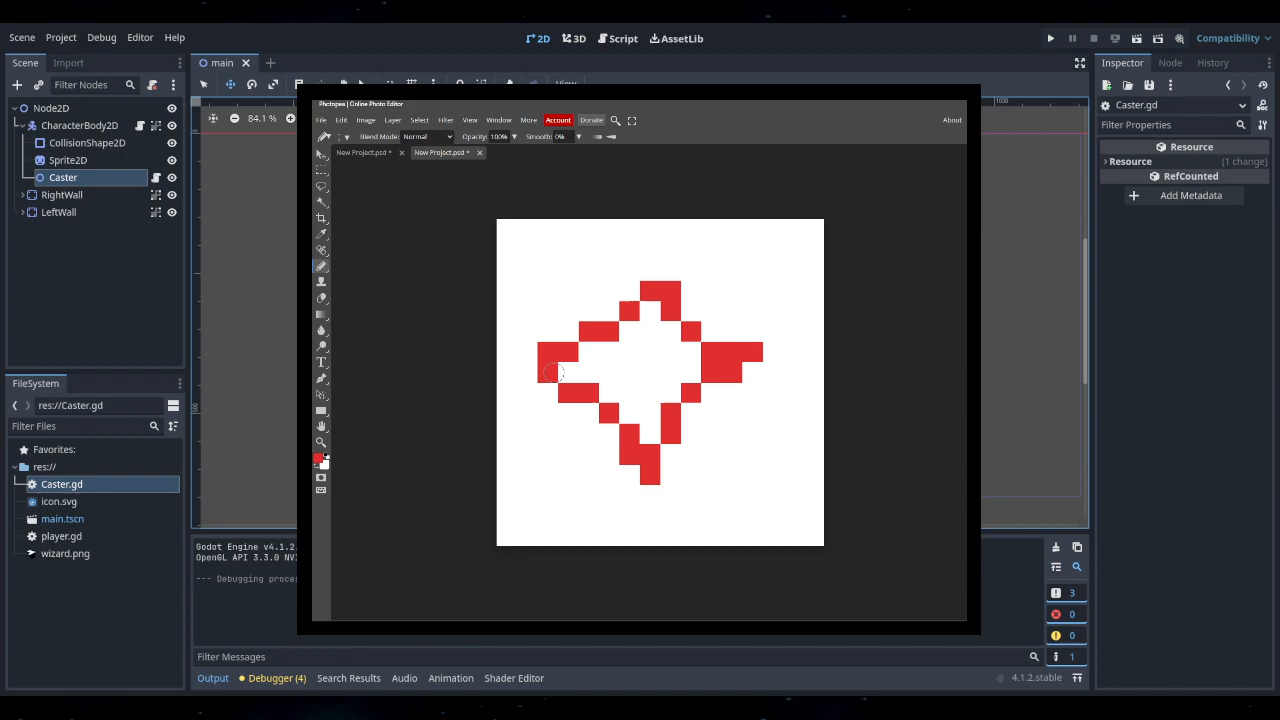 Scene Project Debug Editor Help
2D 3D Script AssetLib
Compatibility
Scene Import
main
Inspector Node History
Filter Nodes
View
Caster.gd
Filter Properties
84.1 %
1000
Node2D
CharacterBody2D
CollisionShape2D
Sprite2D
Caster
RightWall
LeftWall
Resource
Resource (1 change)
RefCounted
Add Metadata
Photopea | Online Photo Editor
File Edit Image Layer Select Filter View Window More Account Donate
About
Blend Mode: Normal Opacity: 100% Smooth: 0%
New Project.psd * New Project.psd *
FileSystem
res://Caster.gd
Filter Files
Favorites:
res://
Caster.gd
icon.svg
main.tscn
player.gd
wizard.png
Godot Engine v4.1.2.
OpenGL API 3.3.0 NVI
--- Debugging proces
3
0
0
1
Filter Messages
Output Debugger (4) Search Results Audio Animation Shader Editor
4.1.2.stable